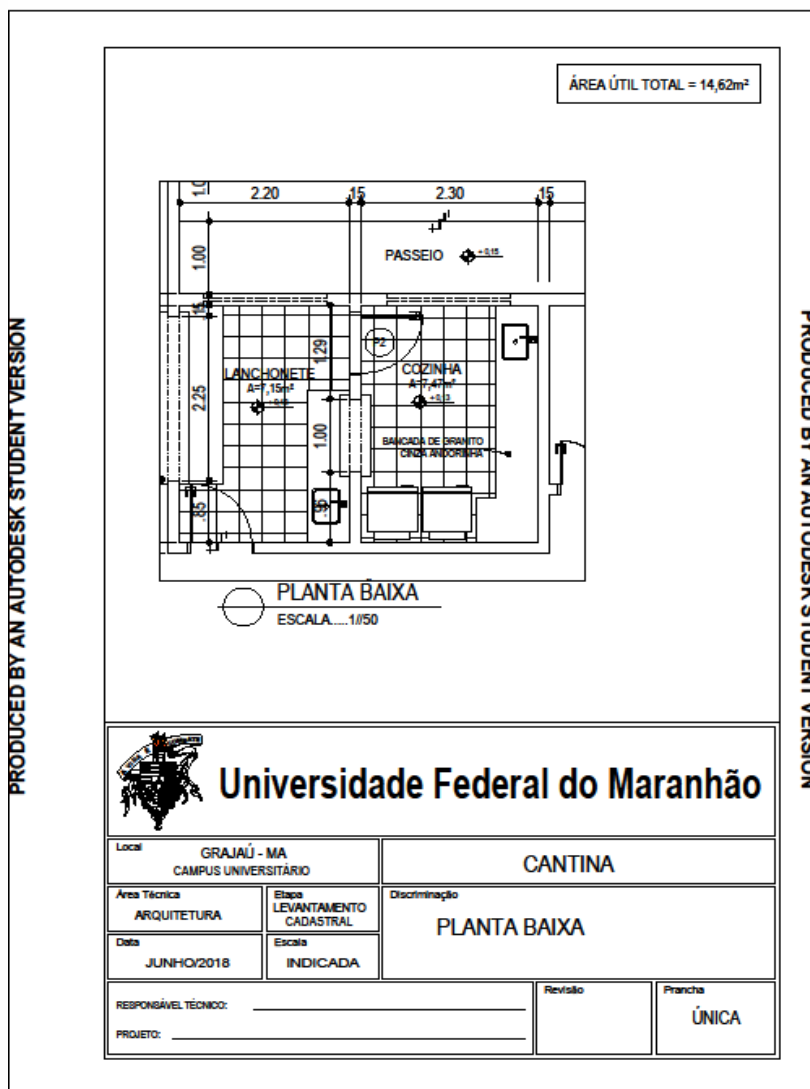 PRODUCED BY AN AUTODESK STUDENT VERSION
PRODUCED BY AN AUTODESK STUDENT VERSION
ÁREA ÚTIL TOTAL = 14,62m²
2.20
15
2.30
15
1.00
PASSEIO
+ 0,15
15
1.29
P2
LANCHONETE
A=7,15m²
COZINHA
A=7,47m²
2.25
1.00
BANCADA DE GRANITO
CINZA ANDORINHA
.85
PLANTA BAIXA
ESCALA.....1//50
Universidade Federal do Maranhão
Local
GRAJAÚ - MA
CAMPUS UNIVERSITÁRIO
CANTINA
Área Técnica
ARQUITETURA
Etapa
LEVANTAMENTO
CADASTRAL
Discriminação
PLANTA BAIXA
Data
JUNHO/2018
Escala
INDICADA
RESPONSÁVEL TÉCNICO:
PROJETO:
Revisão
Prancha
ÚNICA